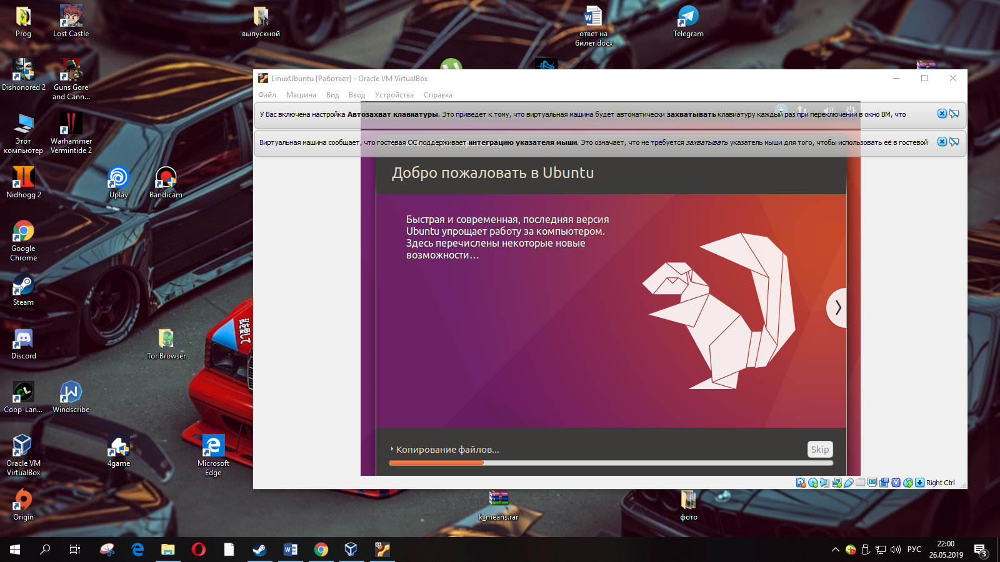 Prog
Lost Castle
выпускной
ответ на
билет.docx
Telegram
Dishonored 2
Guns Gore
and Cann...
Этот
компьютер
Warhammer
Vermintide 2
Nidhogg 2
Uplay
Bandicam
Google
Chrome
Steam
Discord
Tor Browser
Coop-Lan...
Windscribe
Oracle VM
VirtualBox
4game
Microsoft
Edge
Origin
k_means.rar
фото
LinuxUbuntu [Работает] - Oracle VM VirtualBox
Файл Машина Вид Ввод Устройства Справка
У Вас включена настройка Автозахват клавиатуры. Это приведет к тому, что виртуальная машина будет автоматически захватывать клавиатуру каждый раз при переключении в окно ВМ, что
Виртуальная машина сообщает, что гостевая ОС поддерживает интеграцию указателя мыши. Это означает, что не требуется захватывать указатель мыши для того, чтобы использовать её в гостевой
Добро пожаловать в Ubuntu
Быстрая и современная, последняя версия
Ubuntu упрощает работу за компьютером.
Здесь перечислены некоторые новые
возможности...
Копирование файлов...
Skip
Right Ctrl
РУС
22:00
26.05.2019
3